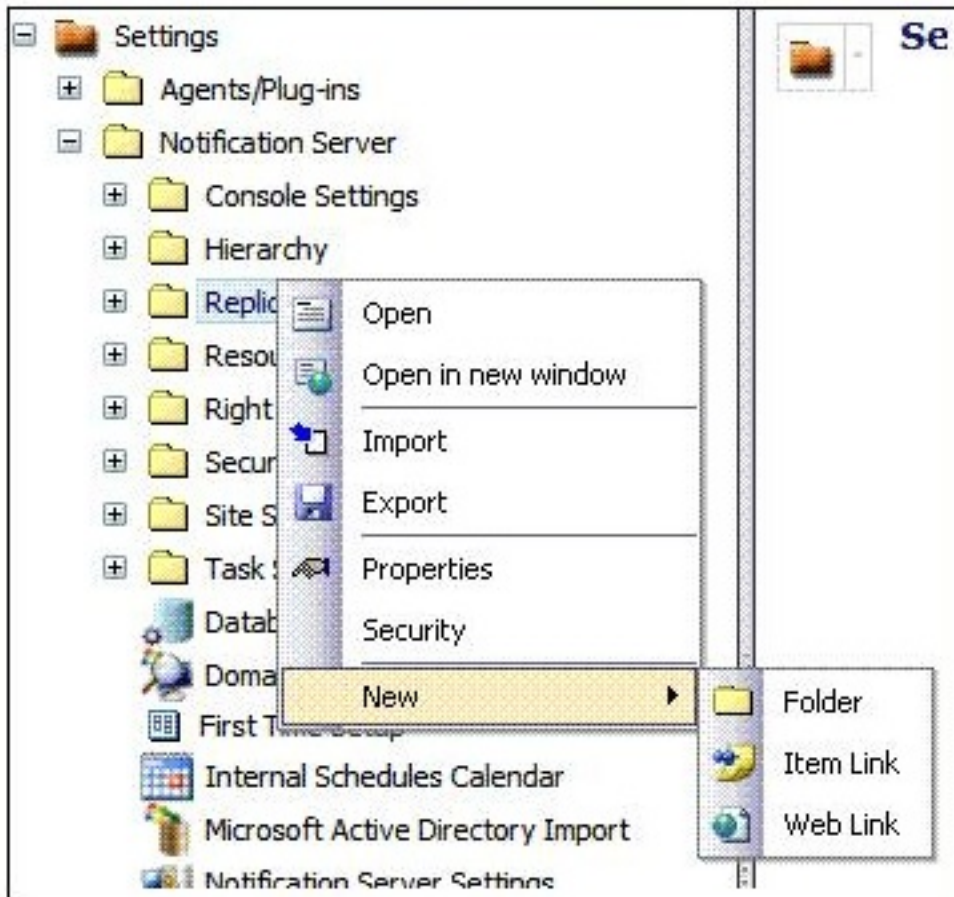 Settings
Se
Agents/Plug-ins
Notification Server
Console Settings
Hierarchy
Replic
Open
Resou
Open in new window
Right
Import
Secur
Site S
Export
Task S
Properties
Datab
Security
Doma
New
Folder
First Time Setup
Item Link
Internal Schedules Calendar
Web Link
Microsoft Active Directory Import
Notification Server Settings